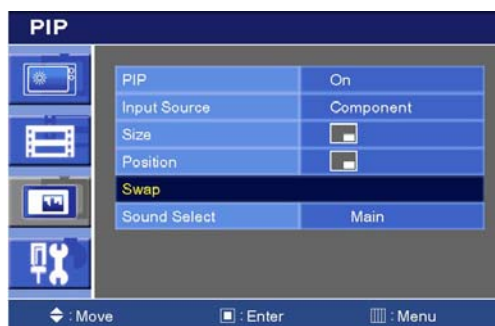 PIP
PIP On
Input Source Component
Size
Position
Swap
Sound Select Main
: Move : Enter : Menu